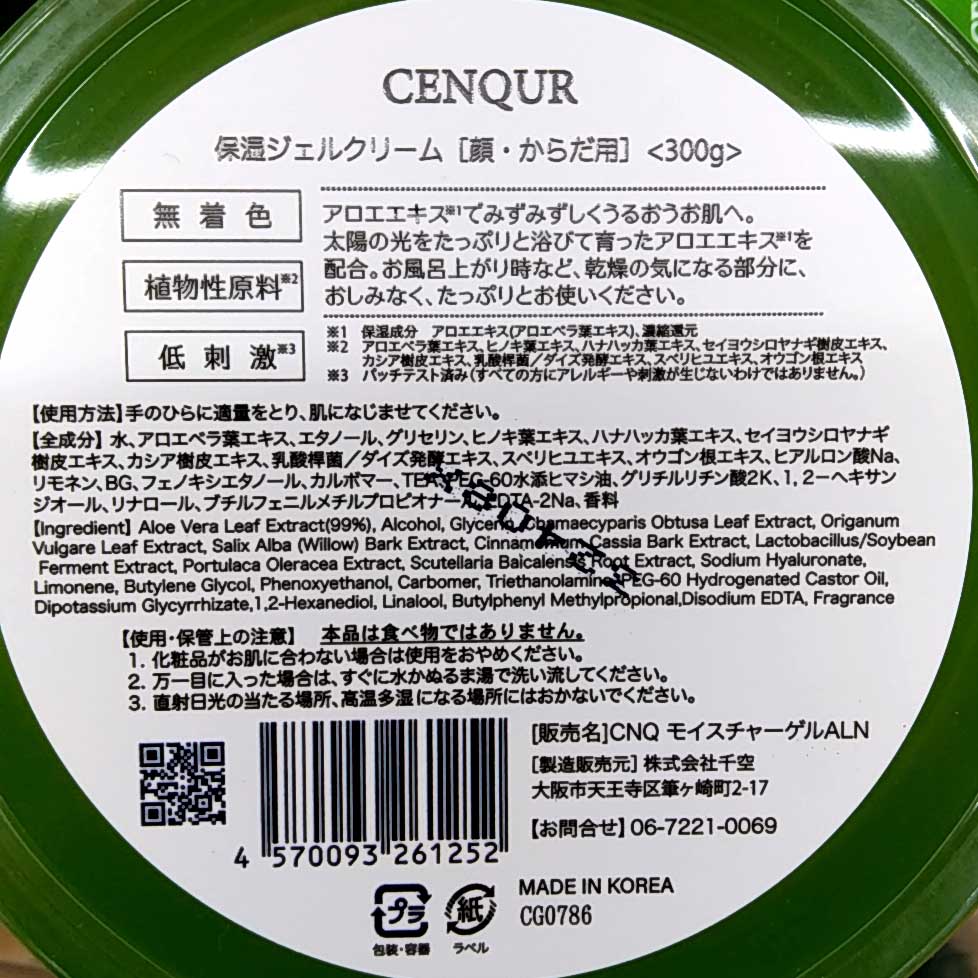 CENQUR
保湿ジェルクリーム [顔・からだ用] <300g>
無着色
植物性原料※2
低刺激※3
アロエエキス※1でみずみずしくうるおうお肌へ。
太陽の光をたっぷりと浴びて育ったアロエエキス※1を
配合。お風呂上がり時など、乾燥の気になる部分に、
おしみなく、たっぷりとお使いください。
※1 保湿成分 アロエエキス(アロエベラ葉エキス)、濃縮還元
※2 アロエベラ葉エキス、ヒノキ葉エキス、ハナハッカ葉エキス、セイヨウシロヤナギ樹皮エキス、
カシア樹皮エキス、乳酸桿菌/ダイズ発酵エキス、スベリヒユエキス、オウゴン根エキス
※3 パッチテスト済み(すべての方にアレルギーや刺激が生じないわけではありません。)
【使用方法】手のひらに適量をとり、肌になじませてください。
【全成分】水、アロエベラ葉エキス、エタノール、グリセリン、ヒノキ葉エキス、ハナハッカ葉エキス、セイヨウシロヤナギ
樹皮エキス、カシア樹皮エキス、乳酸桿菌/ダイズ発酵エキス、スベリヒユエキス、オウゴン根エキス、ヒアルロン酸Na、
リモネン、BG、フェノキシエタノール、カルボマー、TEA、PEG-60水添ヒマシ油、グリチルリチン酸2K、1,2-ヘキサン
ジオール、リナロール、ブチルフェニルメチルプロピオナール、EDTA-2Na、香料
【Ingredient】Aloe Vera Leaf Extract(99%), Alcohol, Glycerin, Chamaecyparis Obtusa Leaf Extract, Origanum
Vulgare Leaf Extract, Salix Alba (Willow) Bark Extract, Cinnamomum Cassia Bark Extract, Lactobacillus/Soybean
Ferment Extract, Portulaca Oleracea Extract, Scutellaria Baicalensis Root Extract, Sodium Hyaluronate,
Limonene, Butylene Glycol, Phenoxyethanol, Carbomer, Triethanolamine, PEG-60 Hydrogenated Castor Oil,
Dipotassium Glycyrrhizate,1,2-Hexanediol, Linalool, Butylphenyl Methylpropional,Disodium EDTA, Fragrance
【使用・保管上の注意】 本品は食べ物ではありません。
1. 化粧品がお肌に合わない場合は使用をおやめください。
2. 万一目に入った場合は、すぐに水かぬるま湯で洗い流してください。
3. 直射日光の当たる場所、高温多湿になる場所にはおかないでください。
[販売名]CNQ モイスチャーゲルALN
[製造販売元] 株式会社千空
大阪市天王寺区筆ヶ崎町2-17
【お問合せ】06-7221-0069
4 570093 261252
プラ
包装・容器
紙
ラベル
MADE IN KOREA
CG0786